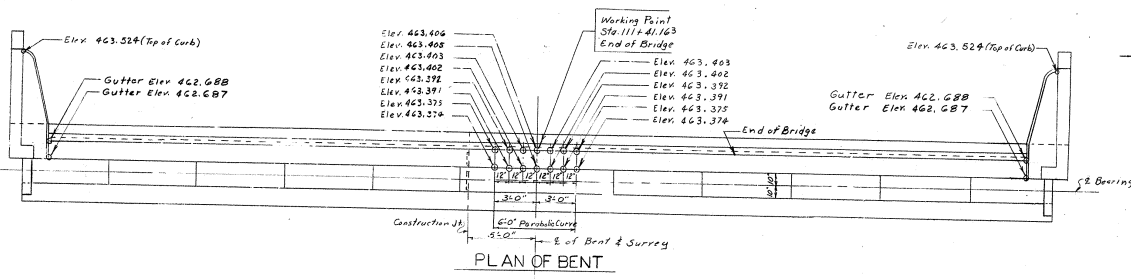 Elev. 463.524 (Top of Curb)
Gutter Elev. 462.688
Gutter Elev. 462.687
Elev. 463.406
Elev. 463.405
Elev. 463.403
Elev. 463.402
Elev. 463.392
Elev. 463.391
Elev. 463.375
Elev. 463.374
Working Point
Sta. 111 + 41.163
End of Bridge
Elev. 463.403
Elev. 463.402
Elev. 463.392
Elev. 463.391
Elev. 463.375
Elev. 463.374
Elev. 463.524 (Top of Curb)
Gutter Elev. 462.688
Gutter Elev. 462.687
End of Bridge
12" 12" 12" 12" 12" 12"
10" 10"
℄ Bearing
3'-0" 3'-0"
Construction Jt.
6'-0" Parabolic Curve
5'-0"
℄ of Bent & Survey
PLAN OF BENT